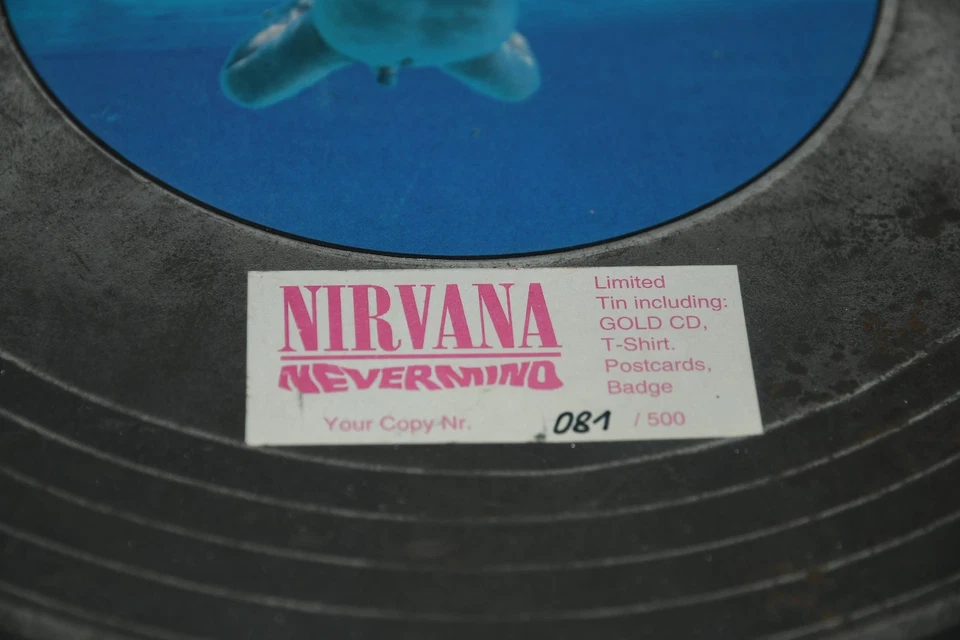 NIRVANA
NEVERMIND
Limited
Tin including:
GOLD CD,
T-Shirt.
Postcards,
Badge
Your Copy Nr. 081 / 500